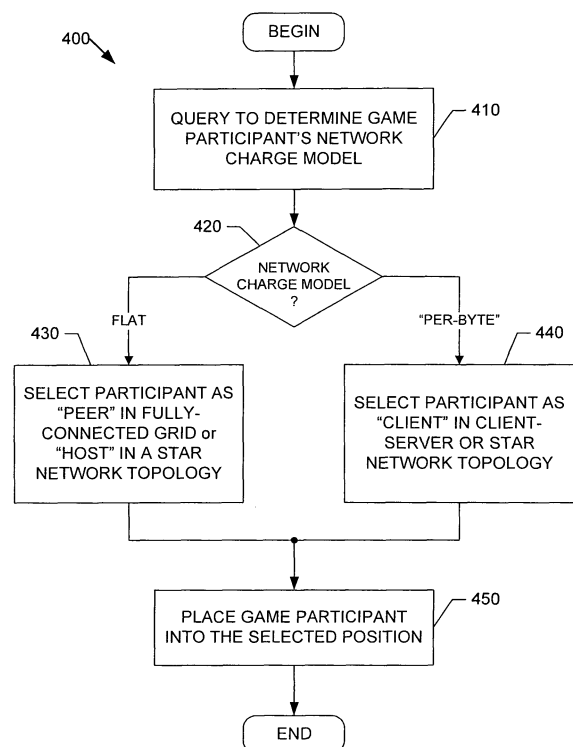 BEGIN
400
QUERY TO DETERMINE GAME
PARTICIPANT'S NETWORK
CHARGE MODEL
410
420
NETWORK
CHARGE MODEL
?
FLAT
"PER-BYTE"
430
440
SELECT PARTICIPANT AS
"PEER" IN FULLY-
CONNECTED GRID or
"HOST" IN A STAR
NETWORK TOPOLOGY
SELECT PARTICIPANT AS
"CLIENT" IN CLIENT-
SERVER OR STAR
NETWORK TOPOLOGY
PLACE GAME PARTICIPANT
INTO THE SELECTED POSITION
450
END